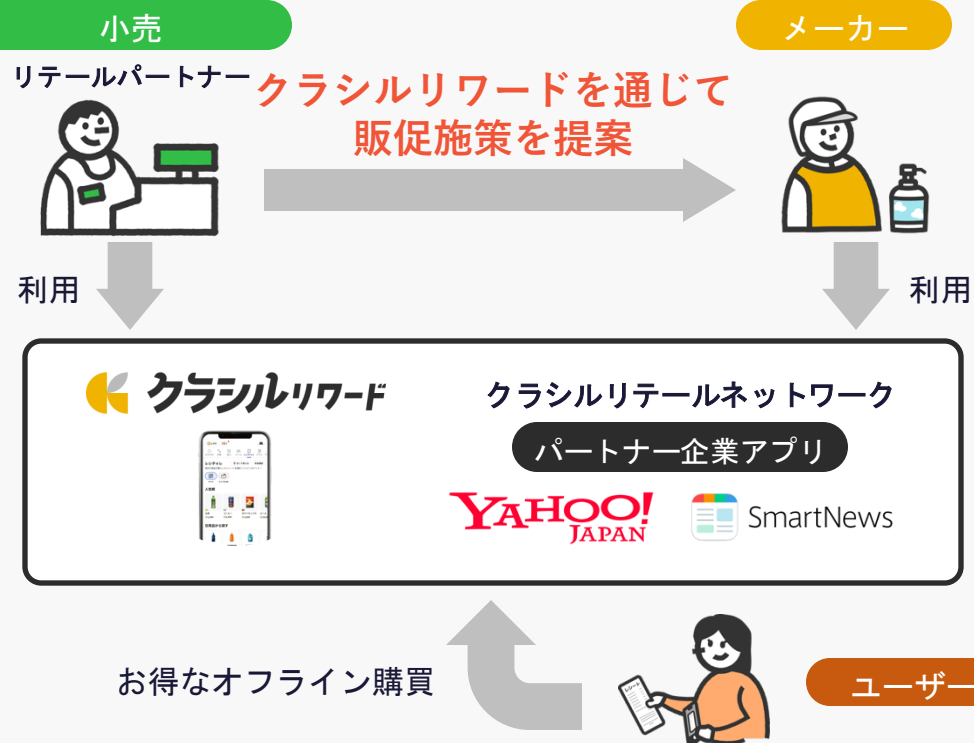 小売
メーカー
リテールパートナー
クラシルリワードを通じて
販促施策を提案
利用
利用
クラシルリワード
クラシルリテールネットワーク
パートナー企業アプリ
YAHOO!
JAPAN
SmartNews
お得なオフライン購買
ユーザー